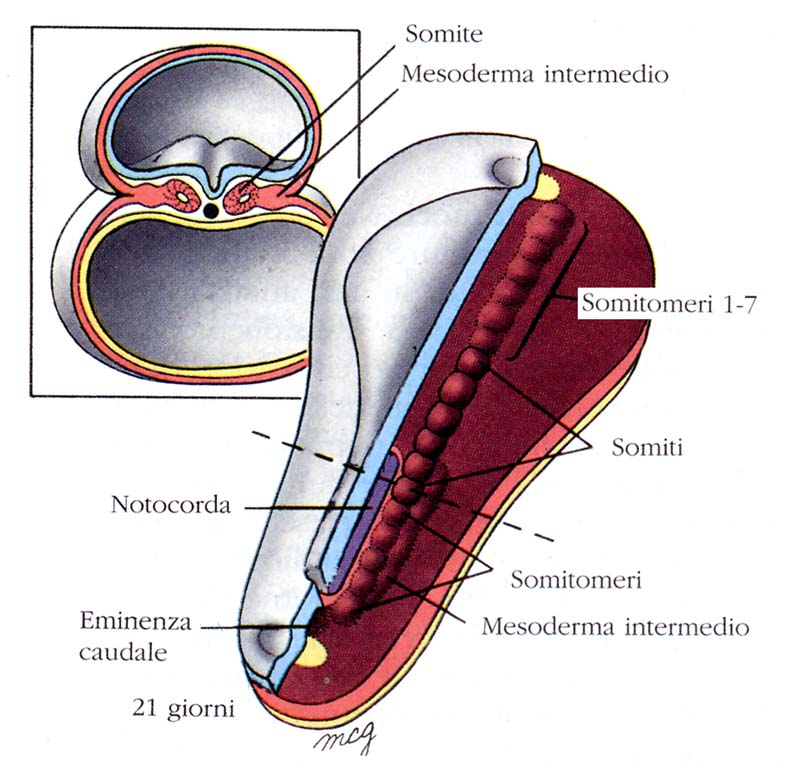 Somite
Mesoderma intermedio
Somitomeri 1-7
Somiti
Notocorda
Somitomeri
Eminenza
caudale
Mesoderma intermedio
21 giorni
mcg